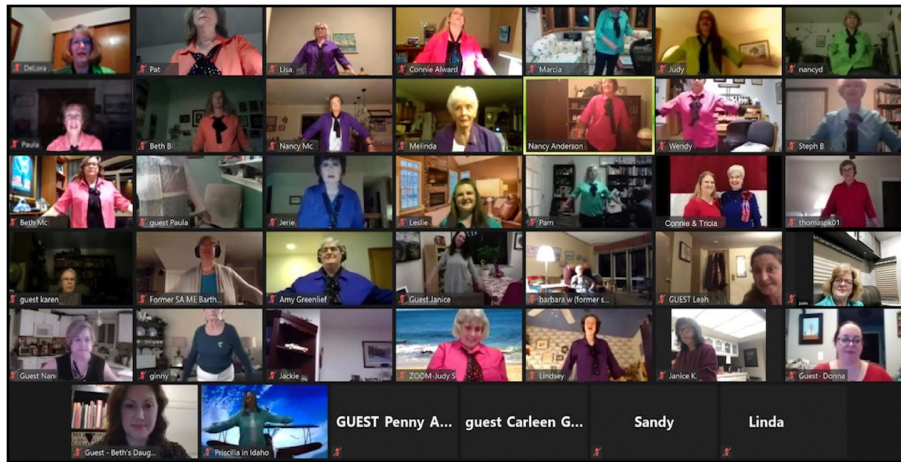 DeLora
Pat
Lisa
Connie Alward
Marcia
Judy
nancyd
Paula
Beth B
Nancy Mc
Melinda
Nancy Anderson
Wendy
Steph B
Beth Mc
guest Paula
Jerie
Leslie
Pam
Connie & Tricia
thomaspk01
guest karen
Former SA ME Barth...
Amy Greenlief
Guest Janice
barbara w (former s...
GUEST Leah
Julie
Guest Nan
ginny
Jackie
ZOOM-Judy S
Lindsey
Janice K.
Guest- Donna
Guest - Beth's Daug...
Priscilla in Idaho
GUEST Penny A...
guest Carleen G...
Sandy
Linda